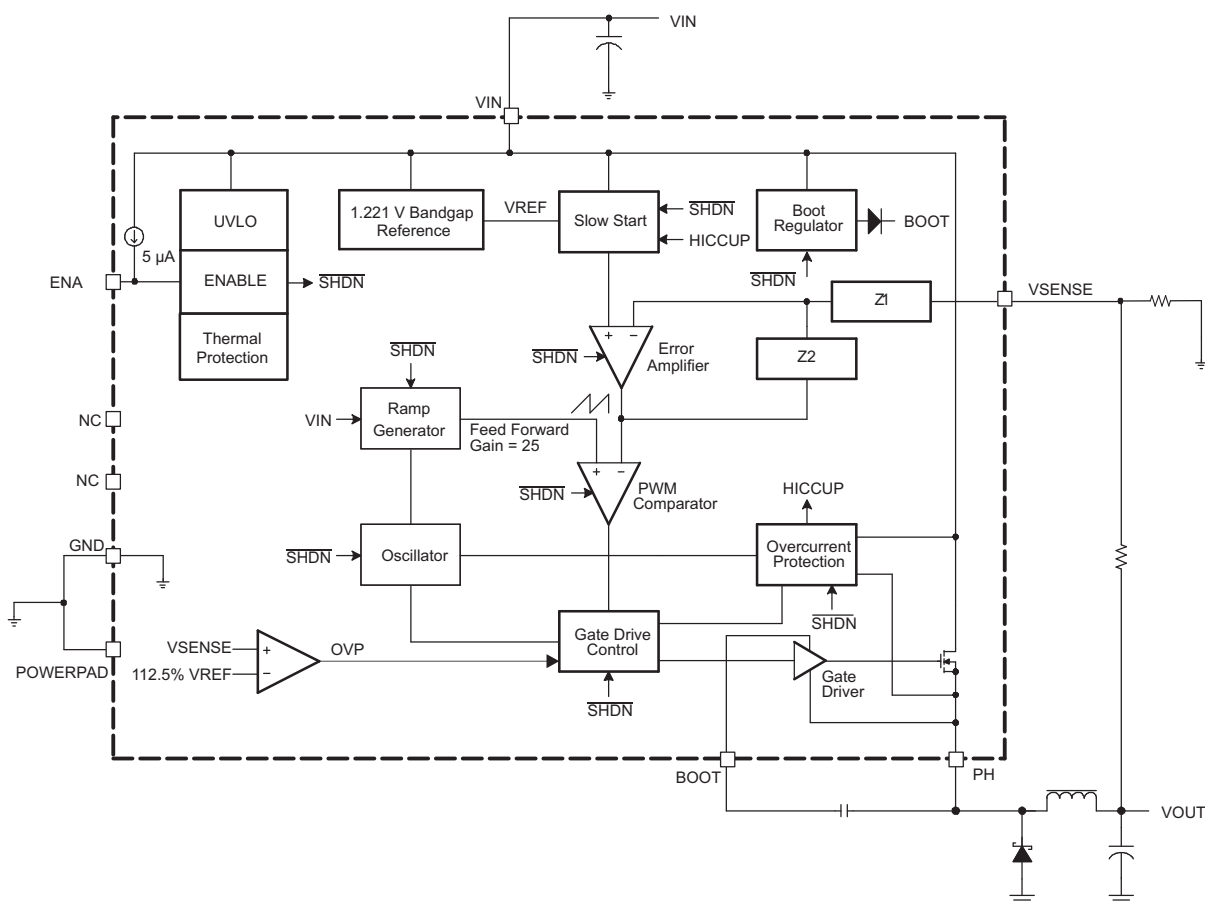 VIN
VIN
UVLO
1.221 V Bandgap
Reference
VREF
Slow Start
SHDN
HICCUP
Boot
Regulator
BOOT
5 µA
ENA
ENABLE
SHDN
SHDN
Z1
VSENSE
Thermal
Protection
SHDN
SHDN
+
−
Error
Amplifier
Z2
VIN
Ramp
Generator
Feed Forward
Gain = 25
NC
NC
+
−
SHDN
PWM
Comparator
HICCUP
GND
SHDN
Oscillator
Overcurrent
Protection
SHDN
VSENSE
112.5% VREF
+
−
OVP
Gate Drive
Control
POWERPAD
Gate
Driver
SHDN
BOOT
PH
VOUT